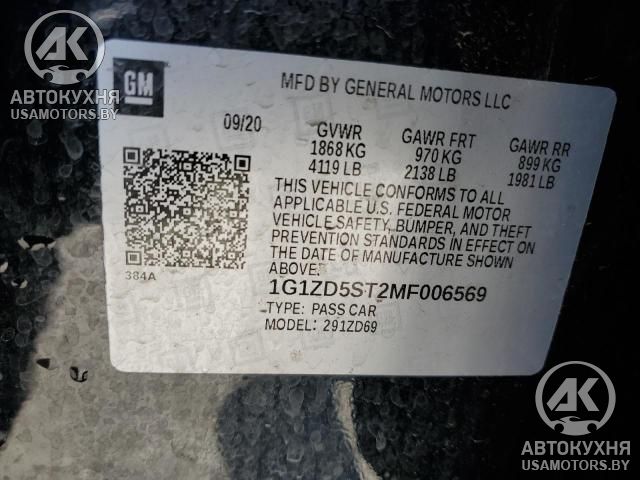 AK
АВТОКУХНЯ
USAMOTORS.BY
GM
MFD BY GENERAL MOTORS LLC
09/20
GVWR
1868 KG
4119 LB
GAWR FRT
970 KG
2138 LB
GAWR RR
899 KG
1981 LB
THIS VEHICLE CONFORMS TO ALL
APPLICABLE U.S. FEDERAL MOTOR
VEHICLE SAFETY, BUMPER, AND THEFT
PREVENTION STANDARDS IN EFFECT ON
THE DATE OF MANUFACTURE SHOWN
ABOVE.
384A
1G1ZD5ST2MF006569
TYPE: PASS CAR
MODEL: 291ZD69
AK
АВТОКУХНЯ
USAMOTORS.BY